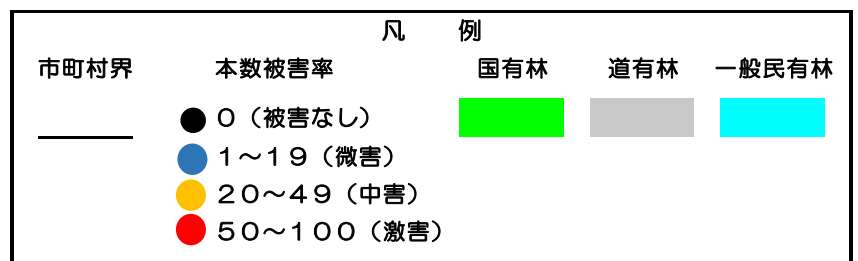 凡　　例
市町村界　本数被害率　国有林　道有林　一般民有林
０（被害なし）
１～１９（微害）
２０～４９（中害）
５０～１００（激害）